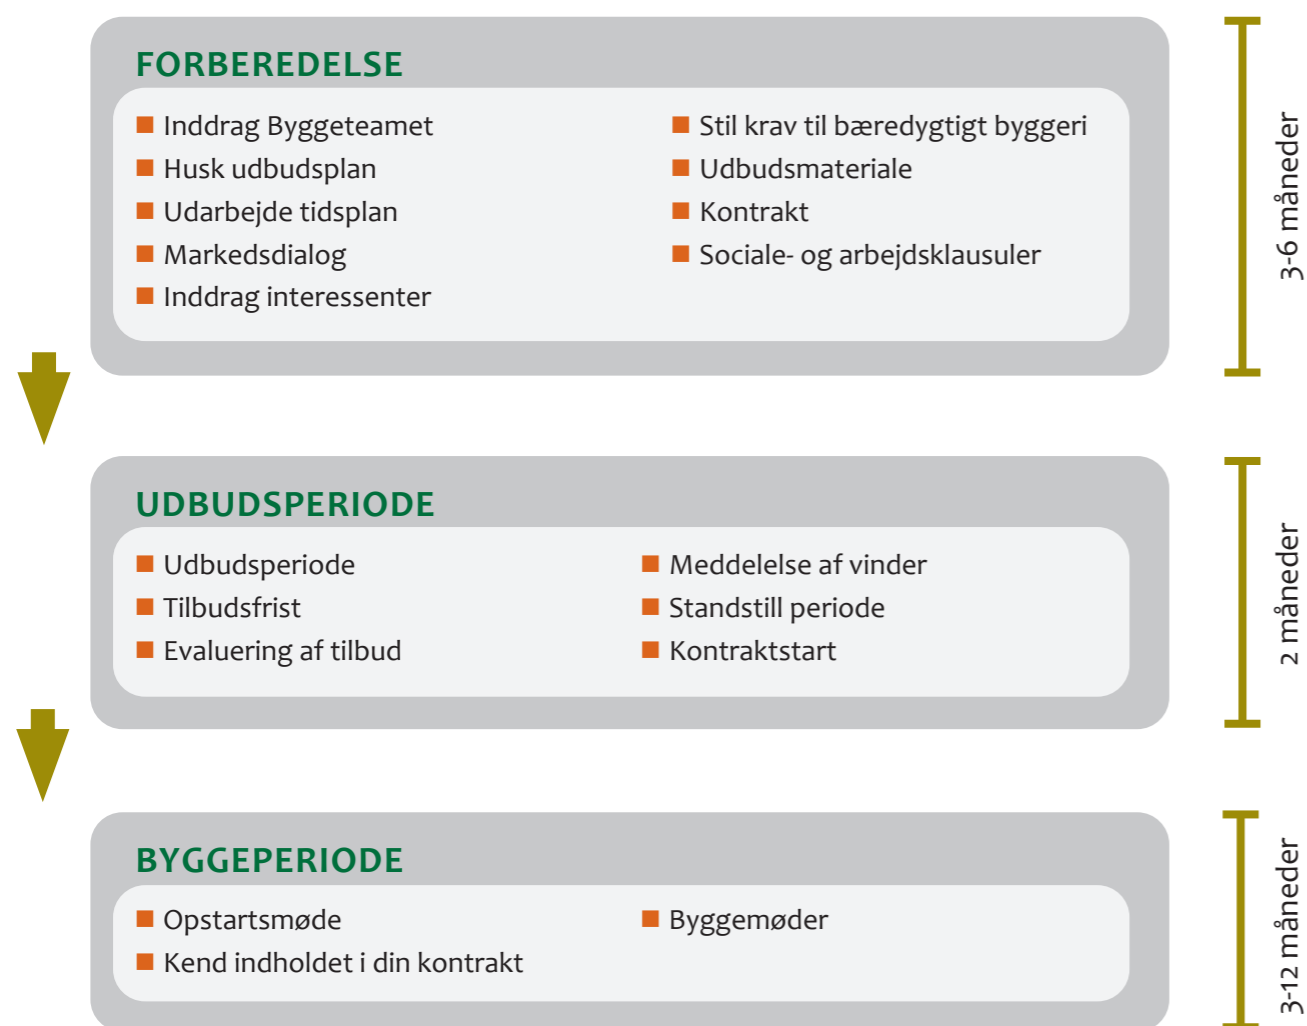 FORBEREDELSE
Inddrag Byggeteamet
Husk udbudsplan
Udarbejde tidsplan
Markedsdialog
Inddrag interessenter
Stil krav til bæredygtigt byggeri
Udbudsmateriale
Kontrakt
Sociale- og arbejdsklausuler
3-6 måneder
UDBUDSPERIODE
Udbudsperiode
Tilbudsfrist
Evaluering af tilbud
Meddelelse af vinder
Standstill periode
Kontraktstart
2 måneder
BYGGEPERIODE
Opstartsmøde
Kend indholdet i din kontrakt
Byggemøder
3-12 måneder